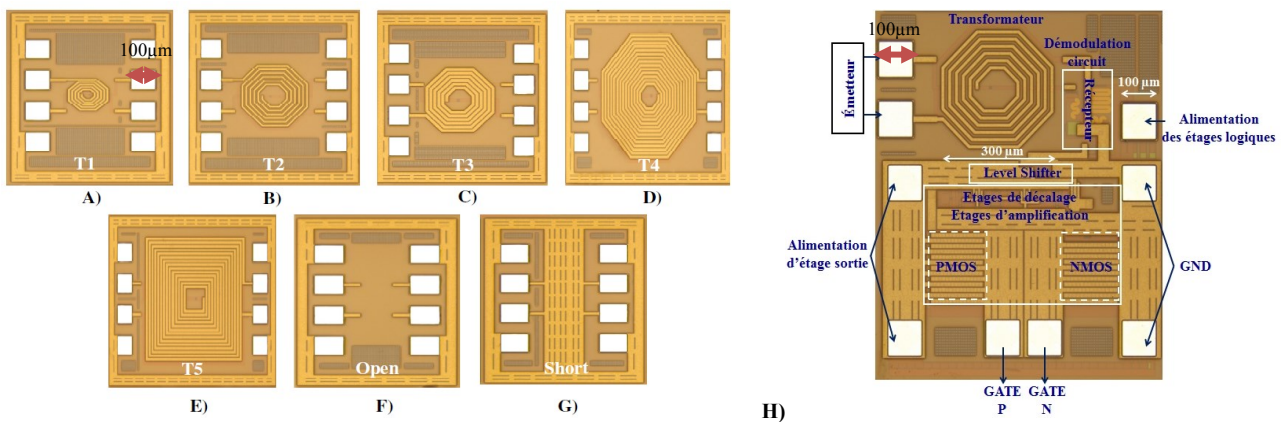 100µm
T1
T2
T3
T4
A)
B)
C)
D)
T5
Open
Short
E)
F)
G)
Transformateur
100µm
Démodulation
circuit
100 µm
Émeteur
Récepteur
Alimentation
des étages logiques
300 µm
Level Shifter
Etages de décalage
Etages d'amplification
Alimentation
d'étage sortie
PMOS
NMOS
GND
GATE
P
GATE
N
H)